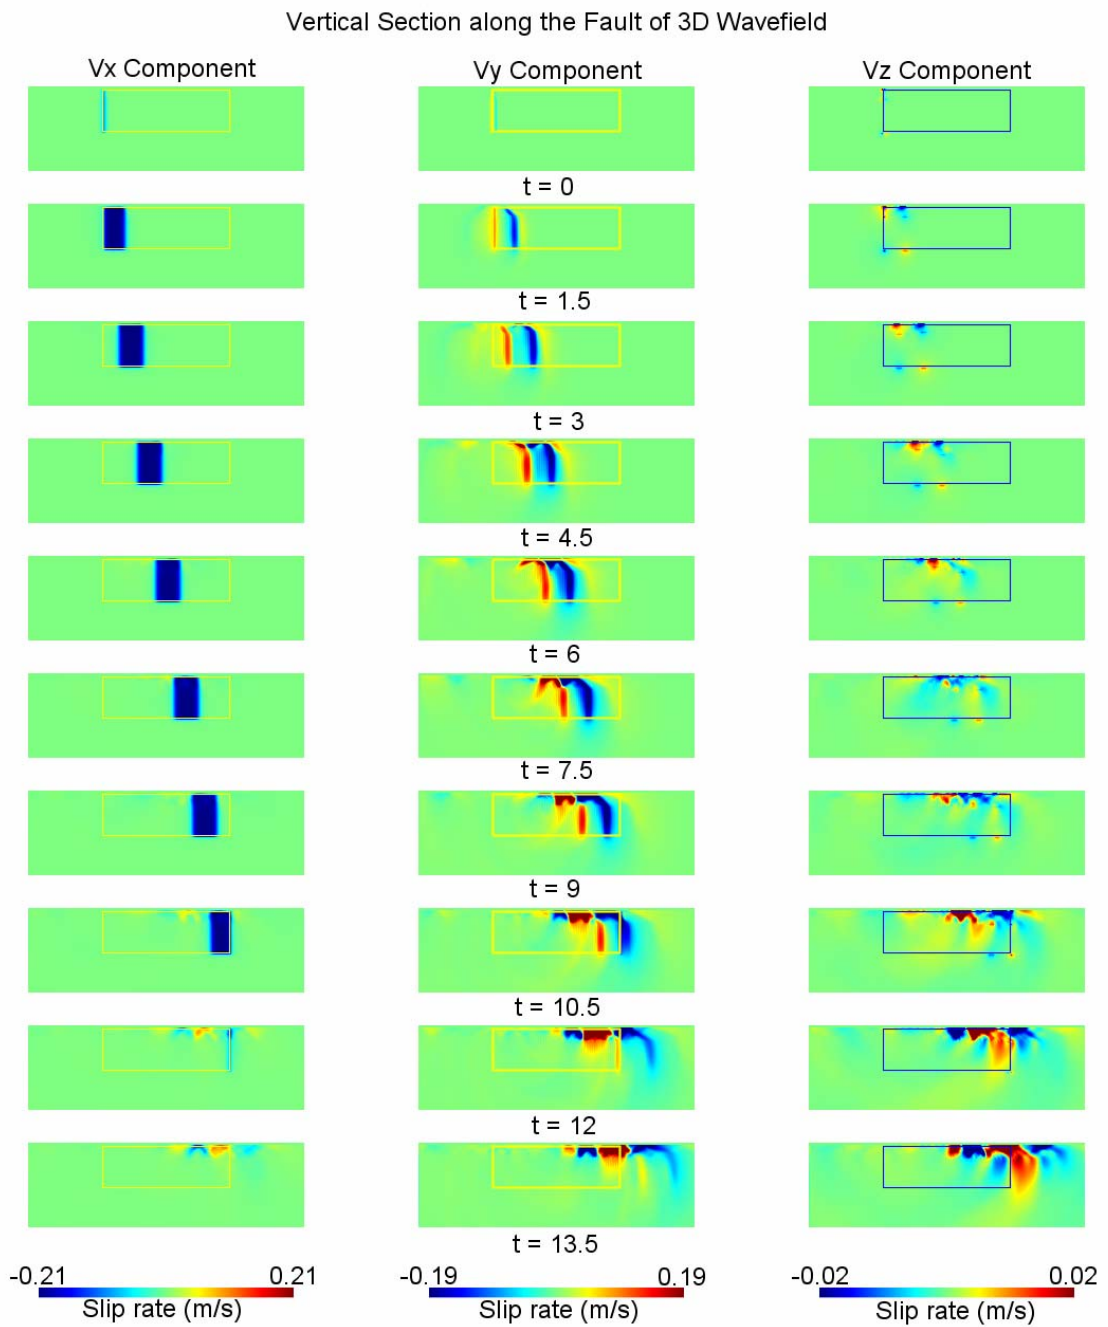 Vertical Section along the Fault of 3D Wavefield
Vx Component Vy Component Vz Component
t = 0
t = 1.5
t = 3
t = 4.5
t = 6
t = 7.5
t = 9
t = 10.5
t = 12
t = 13.5
-0.21 0.21 -0.19 0.19 -0.02 0.02
Slip rate (m/s) Slip rate (m/s) Slip rate (m/s)